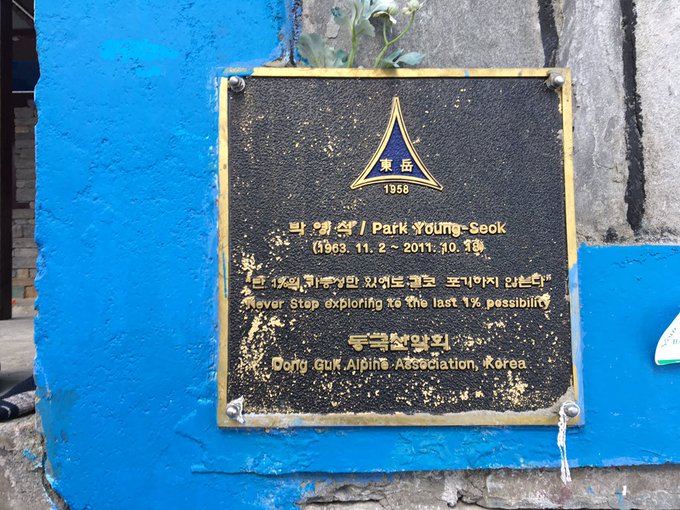 東岳
1958
박영석 / Park Young-Seok
(1963. 11. 2 ~ 2011. 10. 18)
"단 1%의 가능성만 있어도 결코 포기하지 않는다"
Never Stop exploring to the last 1% possibility
동국산악회
Dong Guk Alpine Association, Korea